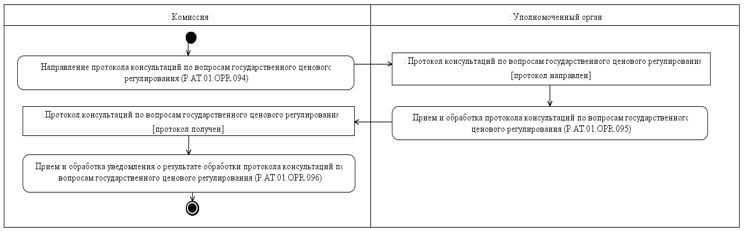 : Комиссия
: Уполномоченный орган
Направление протокола консультаций по вопросам государственного ценового
регулирования (P.AT.01.OPR.094)
: Протокол консультаций по вопросам государственного ценового регулирования
[протокол направлен]
: Протокол консультаций по вопросам государственного ценового регулирования
[протокол получен]
Прием и обработка протокола консультаций по вопросам государственного
ценового регулирования (P.AT.01.OPR.095)
Прием и обработка уведомления о результате обработки протокола консультаций по
вопросам государственного ценового регулирования (P.AT.01.OPR.096)